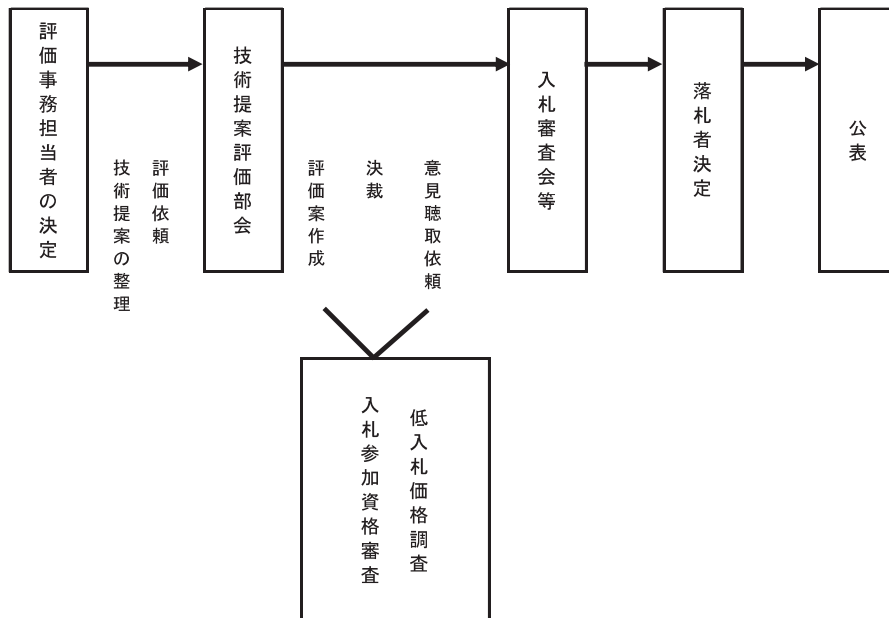 評価事務担当者の決定
技術提案の整理
評価依頼
技術提案評価部会
評価案作成
決裁
意見聴取依頼
入札審査会等
落札者決定
公表
入札参加資格審査
低入札価格調査